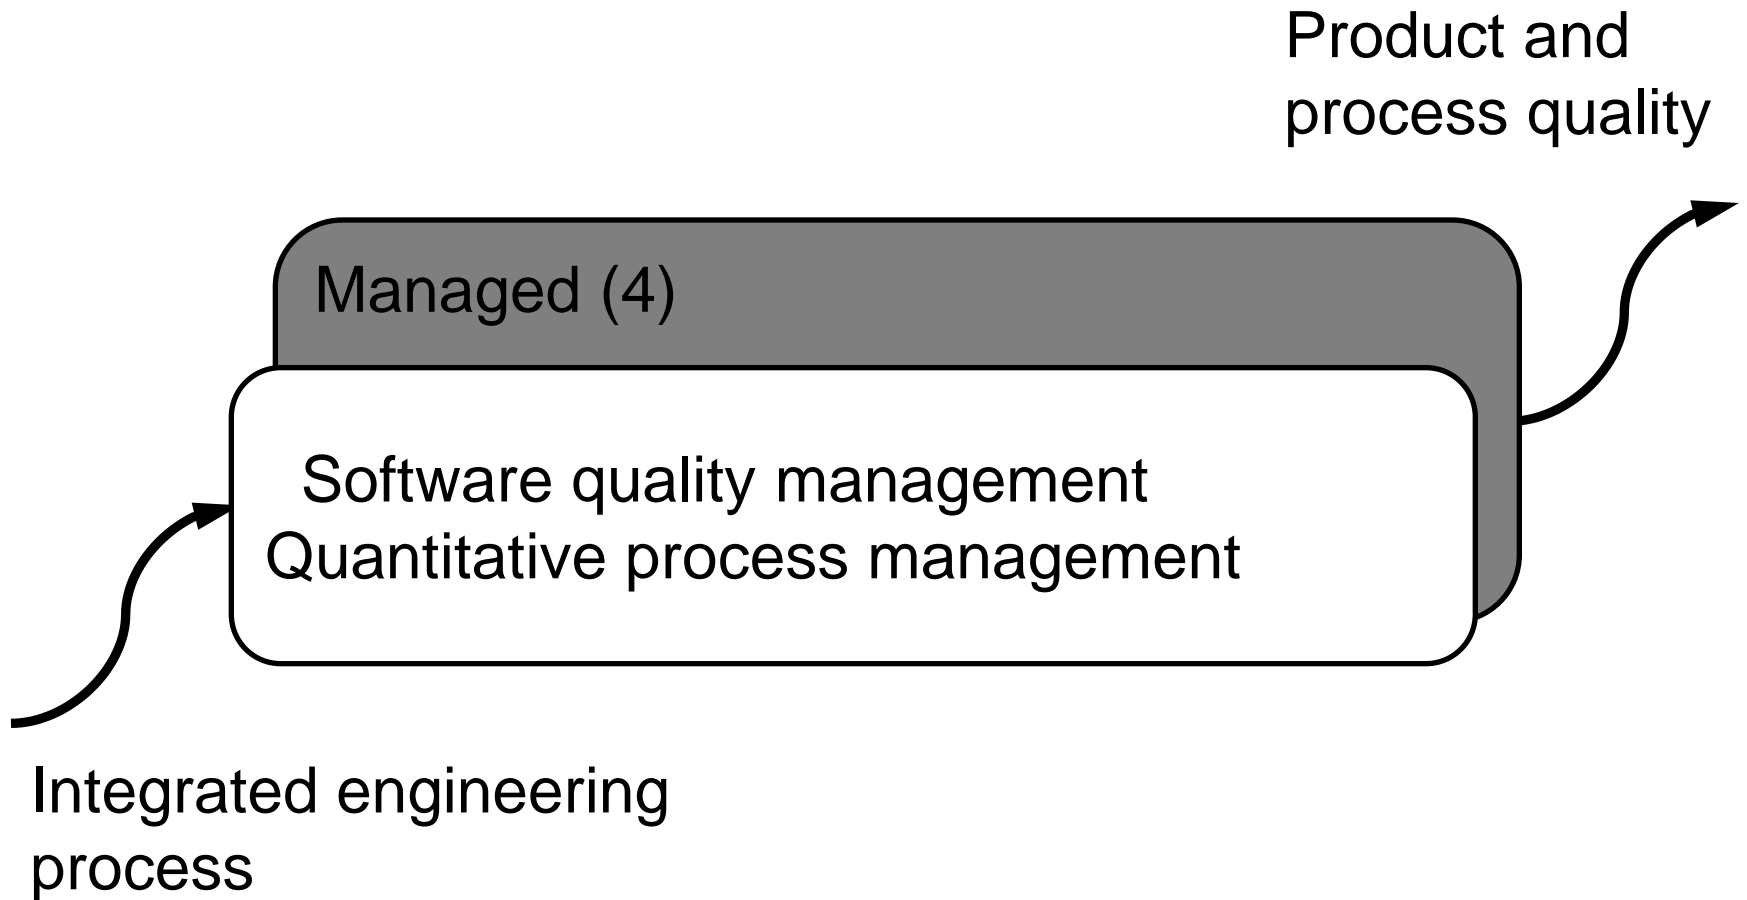 Product and
process quality
Managed (4)
Software quality management
Quantitative process management
Integrated engineering
process